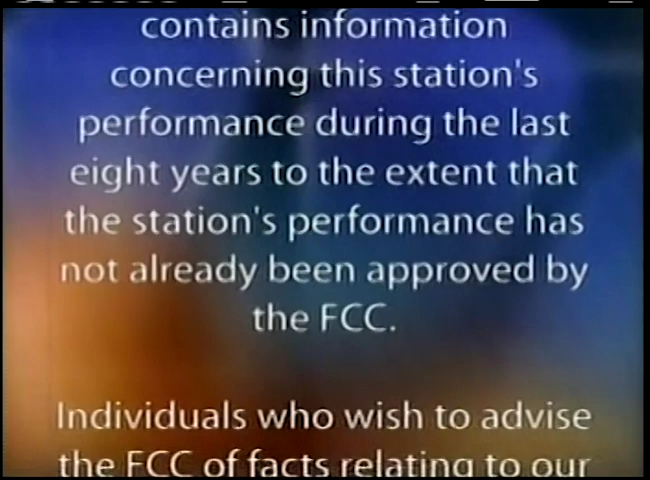 contains information
concerning this station's
performance during the last
eight years to the extent that
the station's performance has
not already been approved by
the FCC.
Individuals who wish to advise
the FCC of facts relating to our